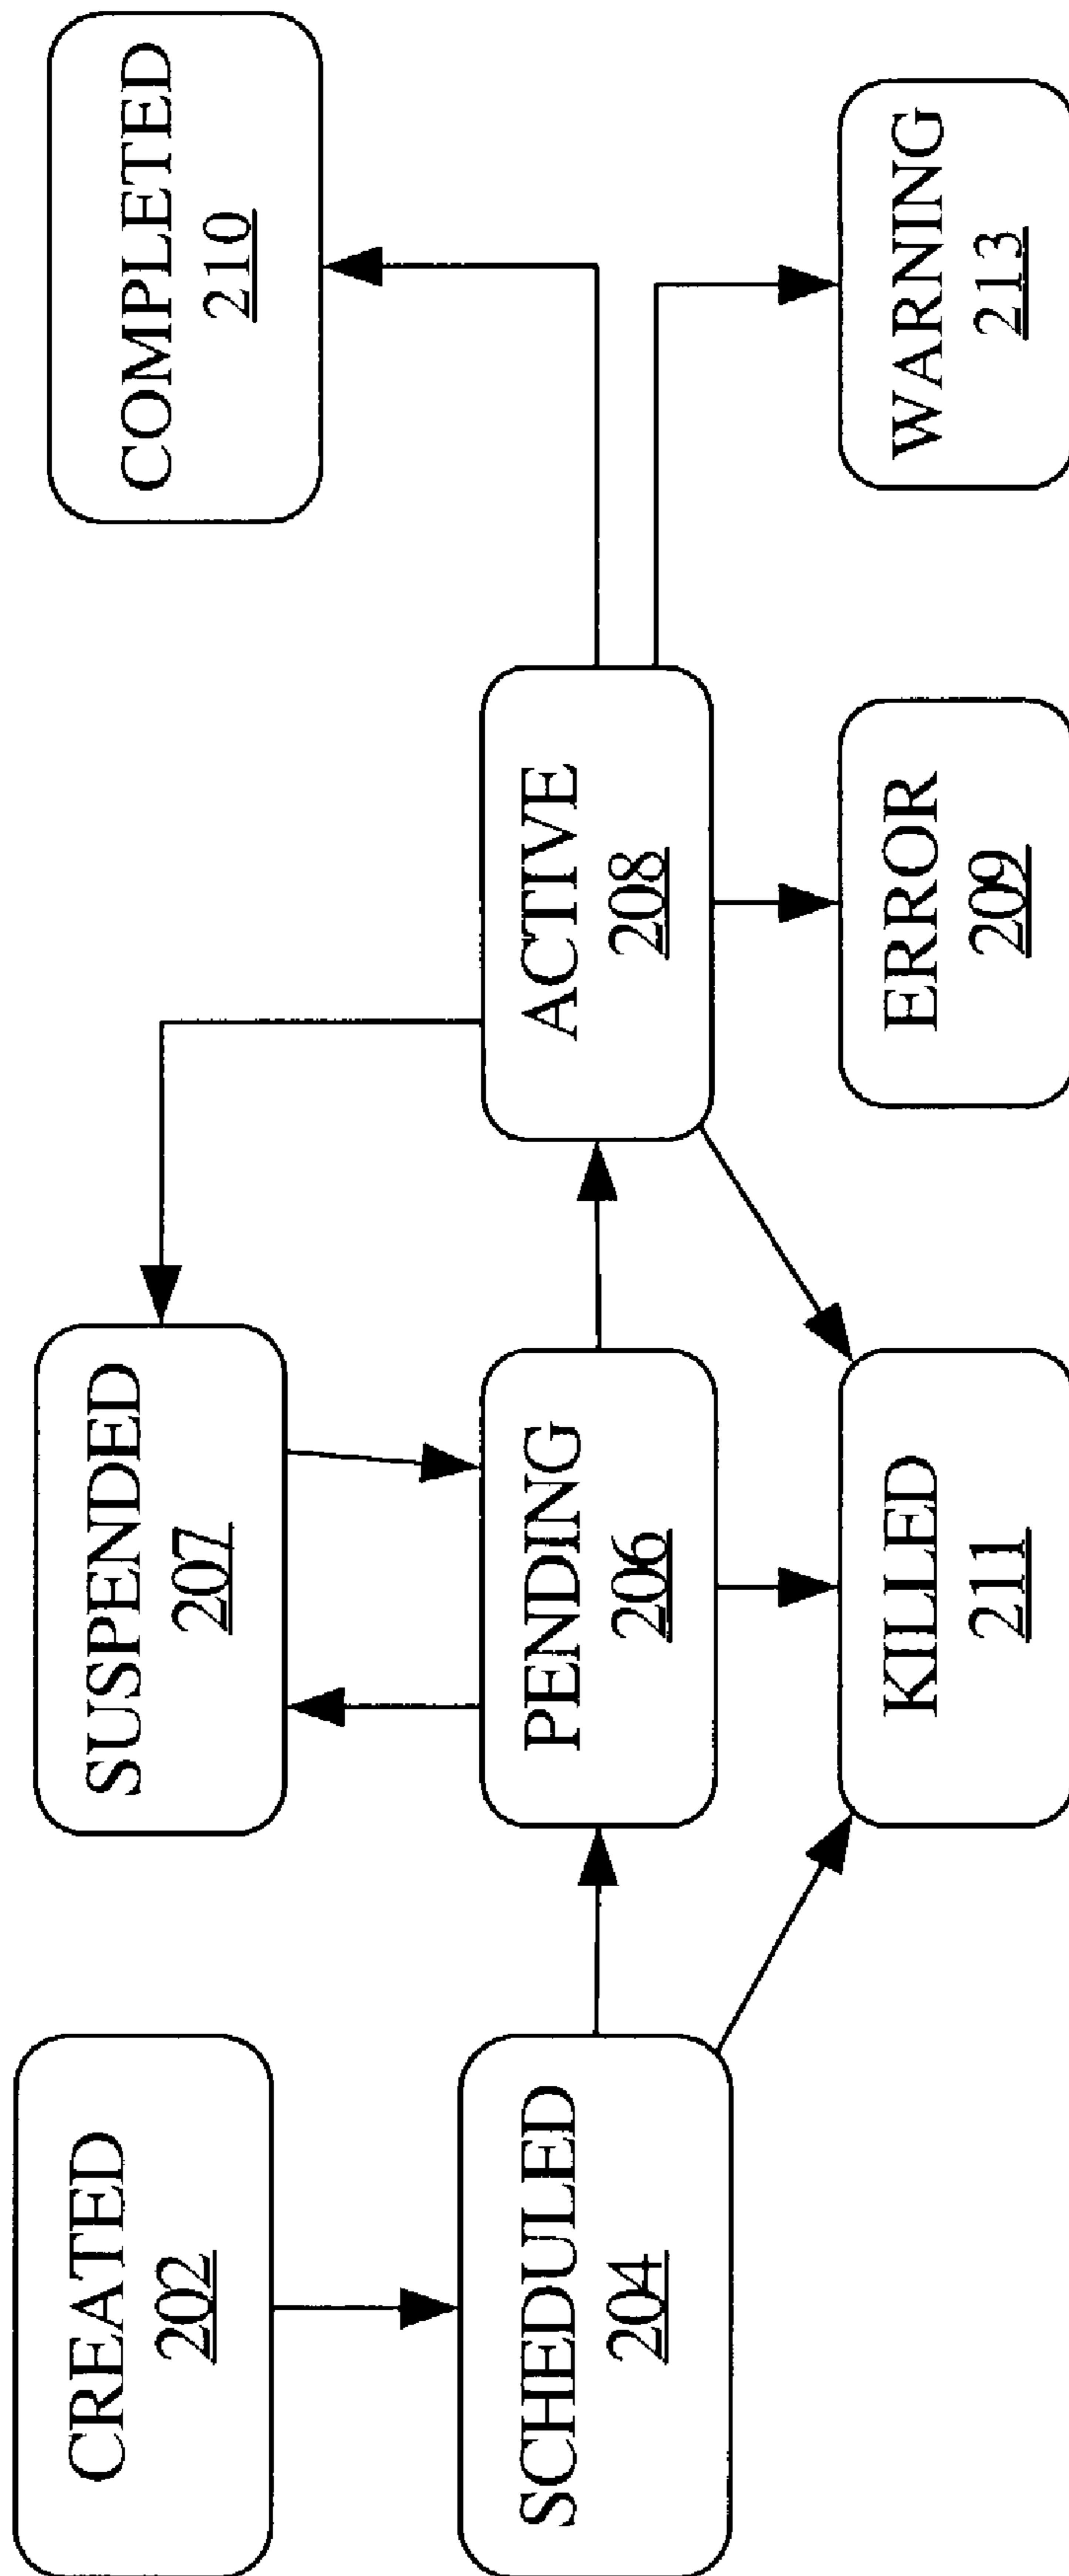 CREATED
202
SUSPENDED
207
COMPLETED
210
SCHEDULED
204
PENDING
206
ACTIVE
208
KILLED
211
ERROR
209
WARNING
213